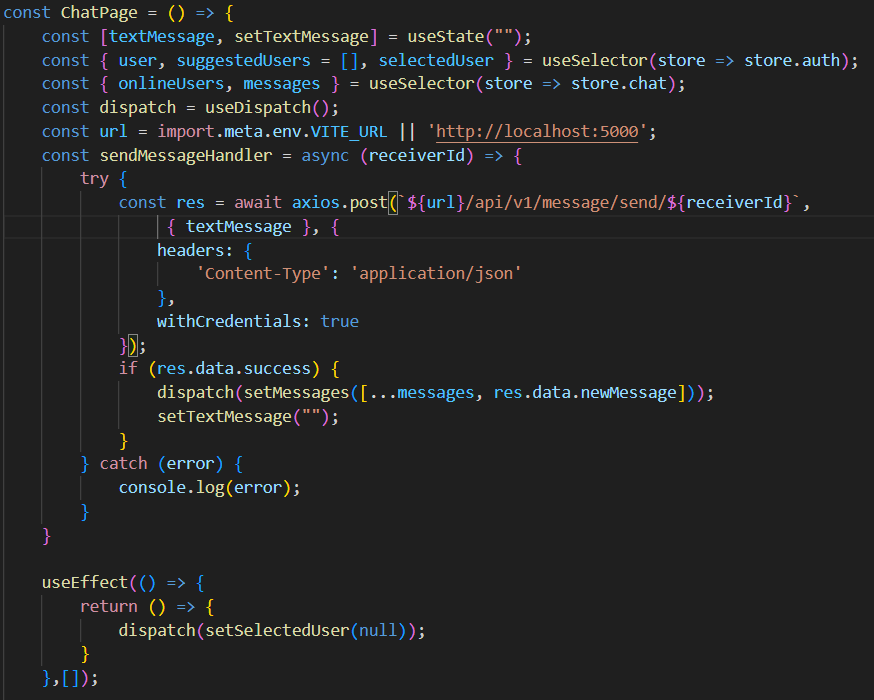 const ChatPage = () => {
    const [textMessage, setTextMessage] = useState("");
    const { user, suggestedUsers = [], selectedUser } = useSelector(store => store.auth);
    const { onlineUsers, messages } = useSelector(store => store.chat);
    const dispatch = useDispatch();
    const url = import.meta.env.VITE_URL || 'http://localhost:5000';
    const sendMessageHandler = async (receiverId) => {
        try {
            const res = await axios.post(`${url}/api/v1/message/send/${receiverId}`,
                 { textMessage }, {
                headers: {
                    'Content-Type': 'application/json'
                },
                withCredentials: true
            });
            if (res.data.success) {
                dispatch(setMessages([...messages, res.data.newMessage]));
                setTextMessage("");
            }
        } catch (error) {
            console.log(error);
        }
    }

    useEffect(() => {
        return () => {
            dispatch(setSelectedUser(null));
        }
    },[]);